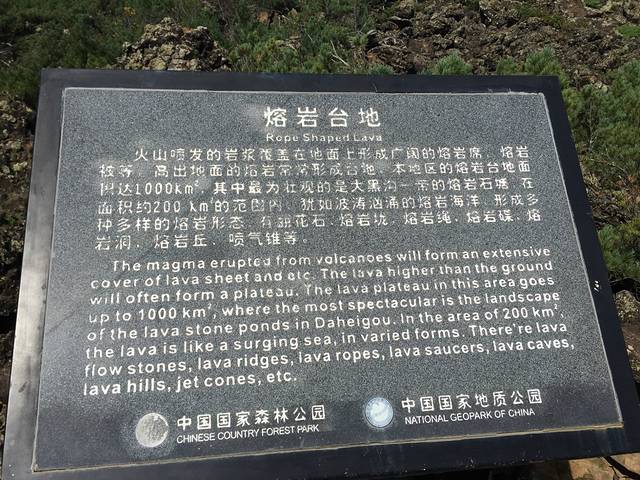 熔岩台地
Rope Shaped Lava
火山喷发的岩浆覆盖在地面上形成广阔的熔岩席、熔岩
被等。高出地面的熔岩常常形成台地。本地区的熔岩台地面
积达1000km²，其中最为壮观的是大黑沟一带的熔岩石塘，在
面积约200 km²的范围内，犹如波涛汹涌的熔岩海洋，形成多
种多样的熔岩形态，有翻花石、熔岩垅、熔岩绳、熔岩碟、熔
岩洞、熔岩丘、喷气锥等。
The magma erupted from volcanoes will form an extensive
cover of lava sheet and etc. The lava higher than the ground
will often form a plateau. The lava plateau in this area goes
up to 1000 km², where the most spectacular is the landscape
of the lava stone ponds in Daheigou. In the area of 200 km²,
the lava is like a surging sea, in varied forms. There're lava
flow stones, lava ridges, lava ropes, lava saucers, lava caves,
lava hills, jet cones, etc.
中国国家森林公园
CHINESE COUNTRY FOREST PARK
中国国家地质公园
NATIONAL GEOPARK OF CHINA